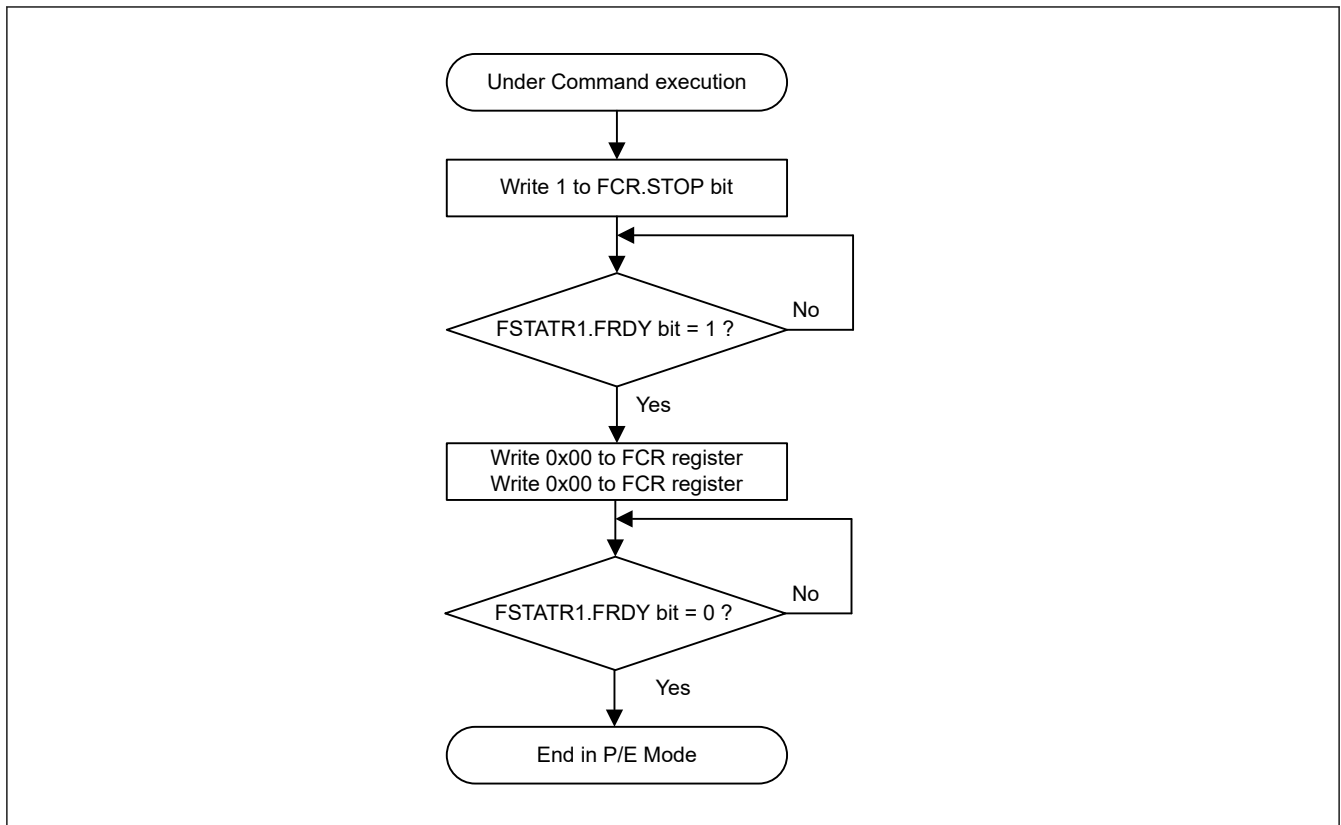 Under Command execution
Write 1 to FCR.STOP bit
No
FSTATR1.FRDY bit = 1 ?
Yes
Write 0x00 to FCR register
Write 0x00 to FCR register
No
FSTATR1.FRDY bit = 0 ?
Yes
End in P/E Mode